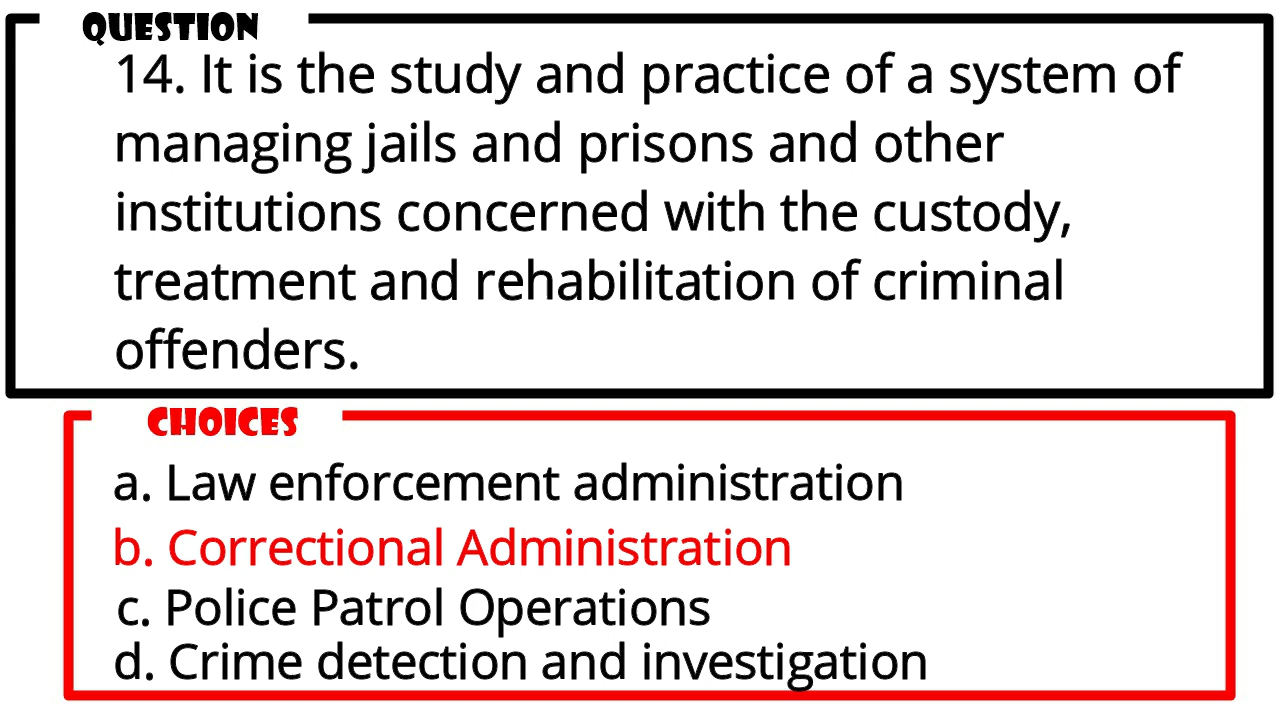 QUESTION
14. It is the study and practice of a system of
managing jails and prisons and other
institutions concerned with the custody,
treatment and rehabilitation of criminal
offenders.
CHOICES
a. Law enforcement administration
b. Correctional Administration
c. Police Patrol Operations
d. Crime detection and investigation